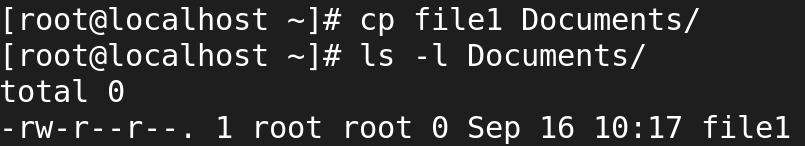 [root@localhost ~]# cp file1 Documents/
[root@localhost ~]# ls -l Documents/
total 0
-rw-r--r--. 1 root root 0 Sep 16 10:17 file1